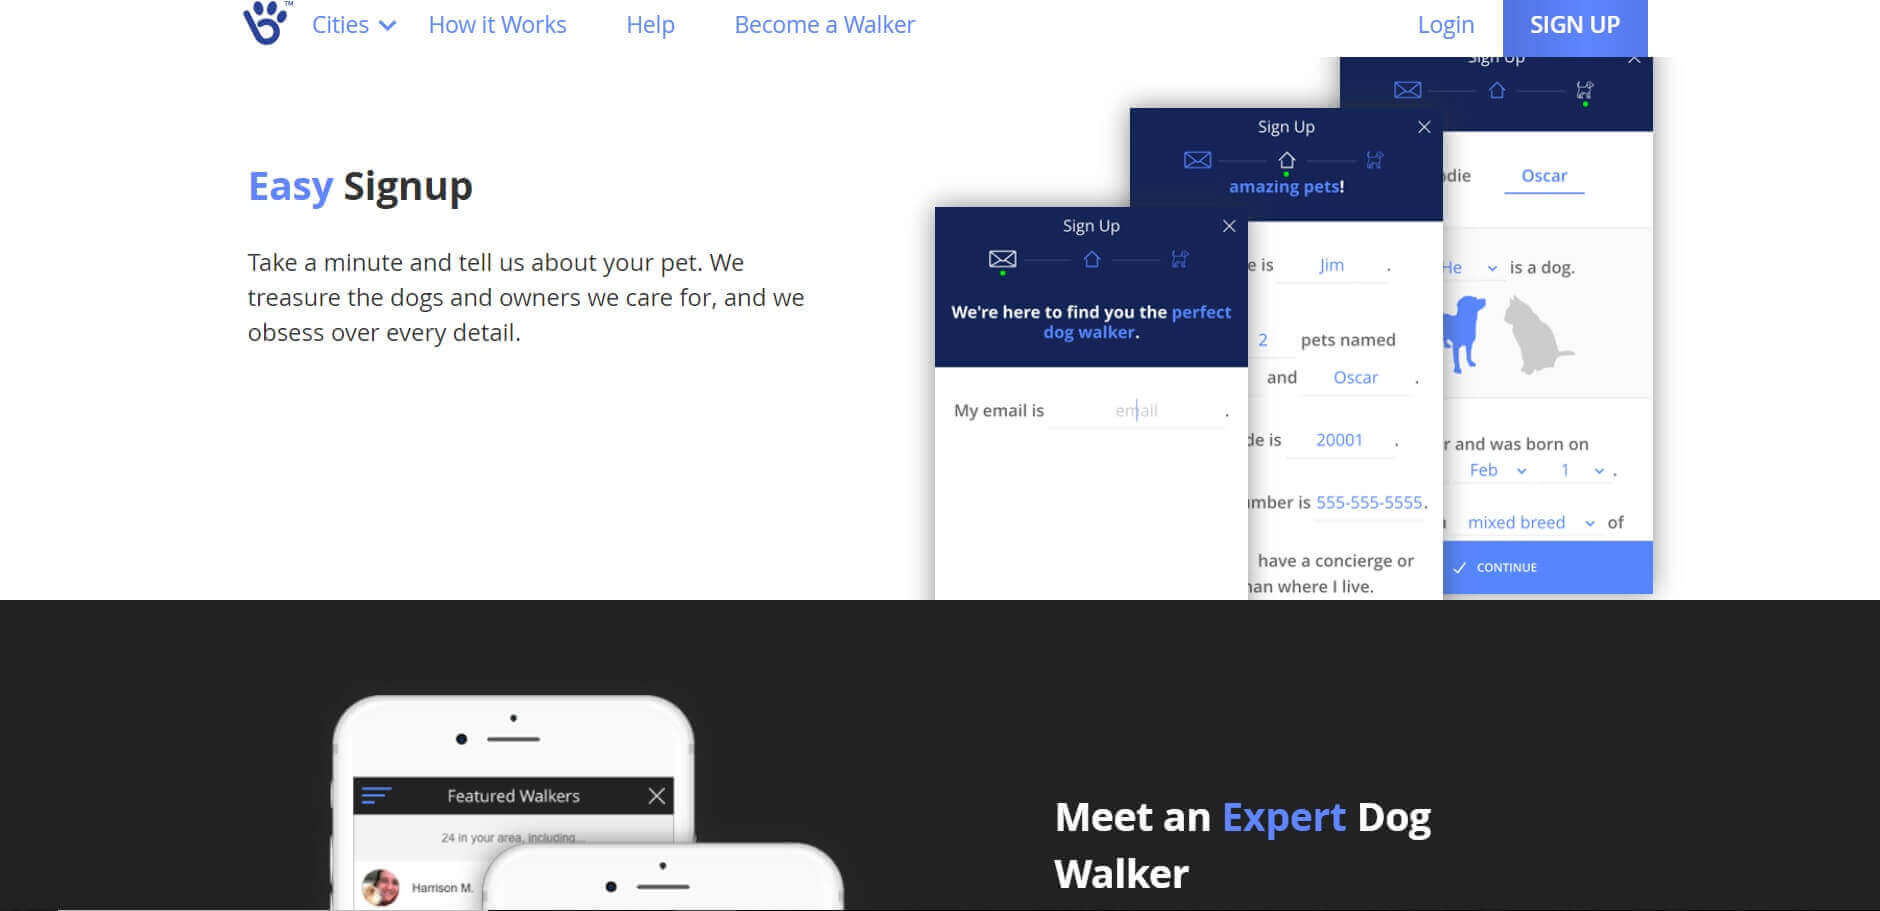 TM
Cities
How it Works
Help
Become a Walker
Login
SIGN UP
Easy Signup
Take a minute and tell us about your pet. We
treasure the dogs and owners we care for, and we
obsess over every detail.
Sign Up
We're here to find you the perfect
dog walker.
My email is email .
Sign Up
amazing pets!
is Jim .
2 pets named
and Oscar .
is 20001 .
is 555-555-5555.
have a concierge or
where I live.
Sign Up
Oscar
He is a dog.
and was born on
Feb 1 .
mixed breed of
CONTINUE
Featured Walkers
24 in your area, including...
Harrison M.
Meet an Expert Dog
Walker